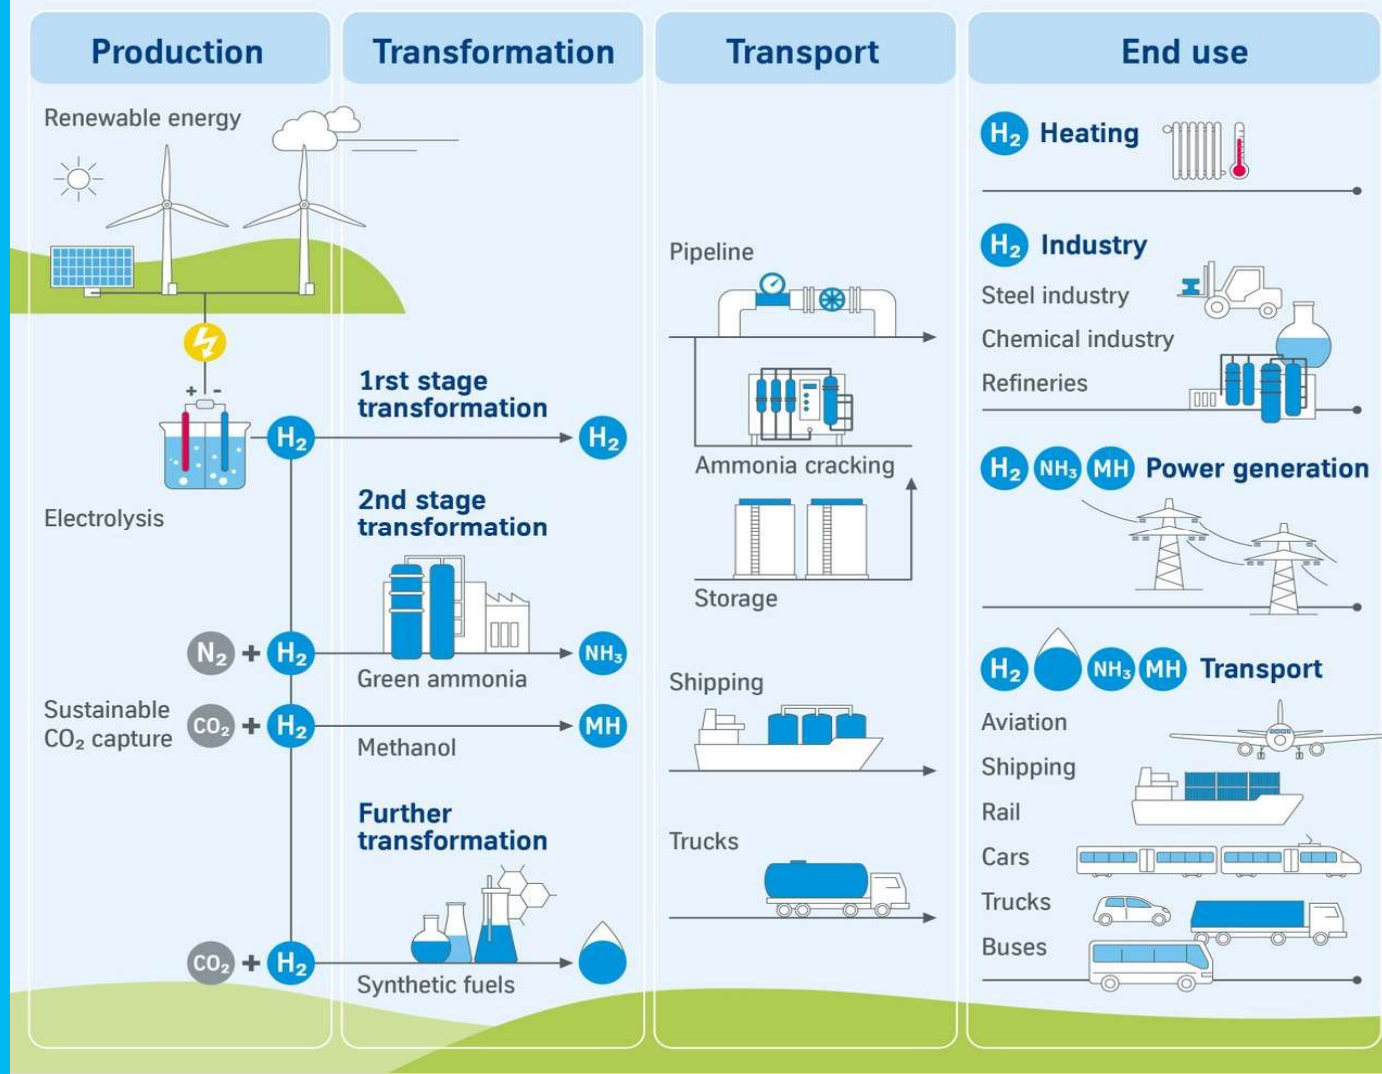 Production
Transformation
Transport
End use
Renewable energy
+ -
H₂
Electrolysis
N₂ + H₂
Sustainable
CO₂ capture
CO₂ + H₂
CO₂ + H₂
1rst stage
transformation
H₂
2nd stage
transformation
NH₃
Green ammonia
MH
Methanol
Further
transformation
Synthetic fuels
Pipeline
Ammonia cracking
Storage
Shipping
Trucks
H₂ Heating
H₂ Industry
Steel industry
Chemical industry
Refineries
H₂ NH₃ MH Power generation
H₂ NH₃ MH Transport
Aviation
Shipping
Rail
Cars
Trucks
Buses